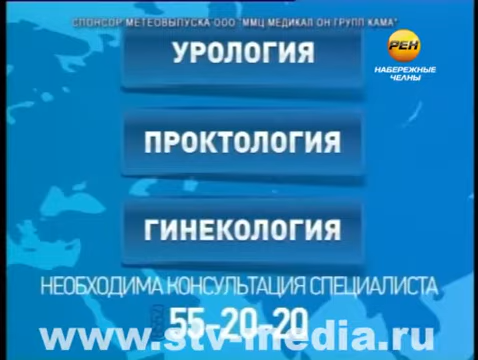 СПОНСОР МЕТЕОВЫПУСКА ООО "ММЦ МЕДИКАЛ ОН ГРУПП КАМА"
РЕН
НАБЕРЕЖНЫЕ
ЧЕЛНЫ
УРОЛОГИЯ
ПРОКТОЛОГИЯ
ГИНЕКОЛОГИЯ
НЕОБХОДИМА КОНСУЛЬТАЦИЯ СПЕЦИАЛИСТА
55-20-20
www.stv-media.ru